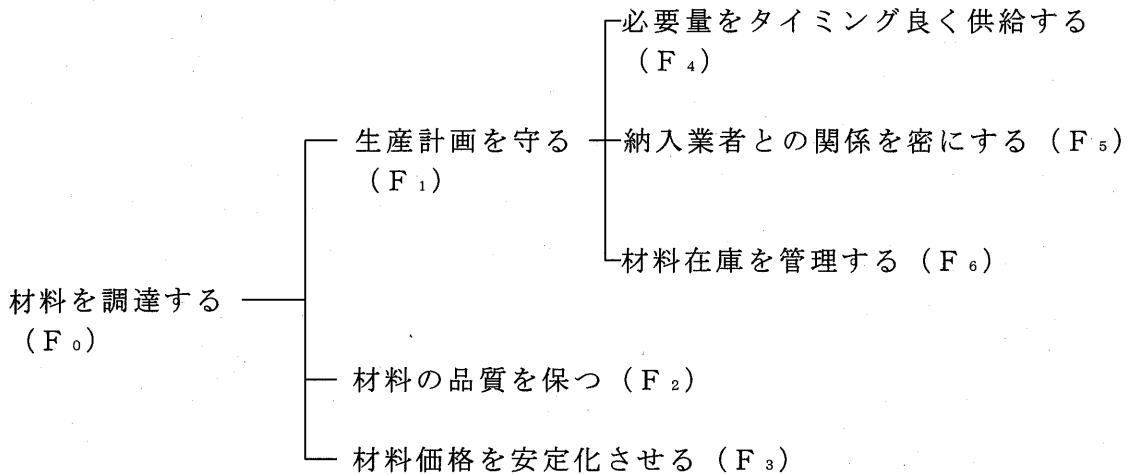 必要量をタイミング良く供給する
（F₄）
生産計画を守る
（F₁）
納入業者との関係を密にする（F₅）
材料在庫を管理する（F₆）
材料を調達する
（F₀）
材料の品質を保つ（F₂）
材料価格を安定化させる（F₃）